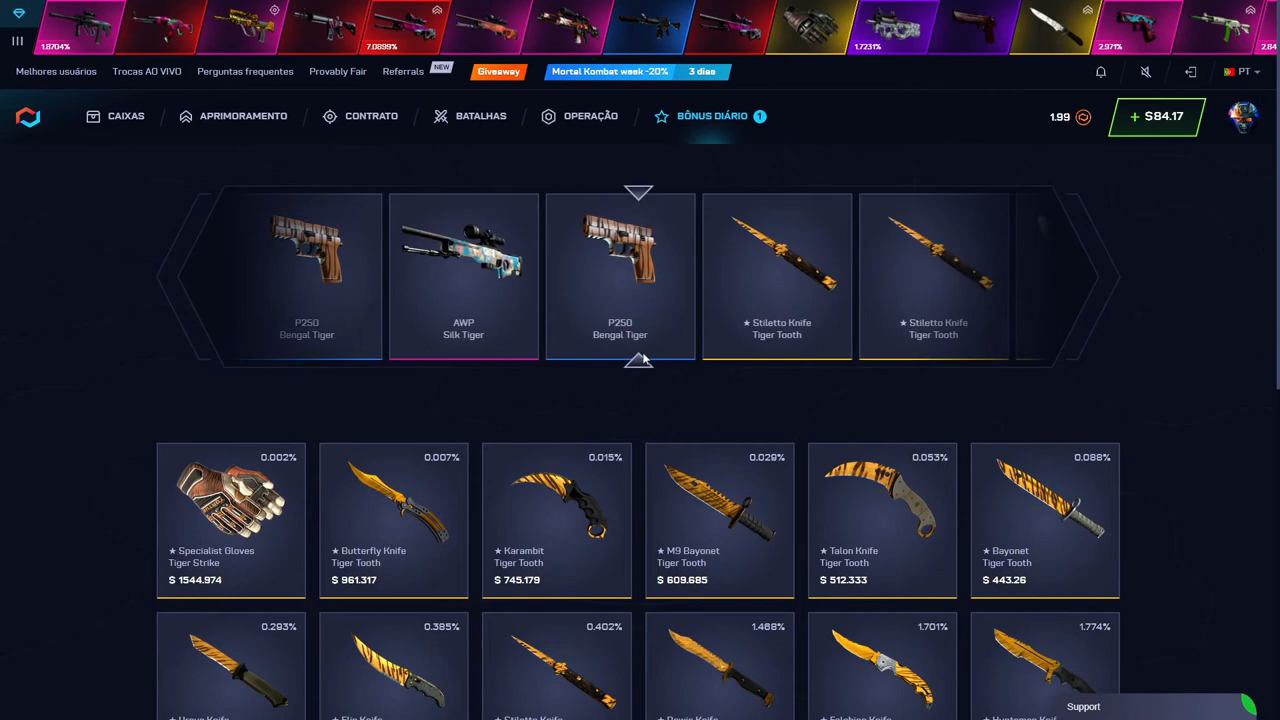 1.8704%
7.0899%
1.7231%
2.971%
2.84
Melhores usuários
Trocas AO VIVO
Perguntas frequentes
Provably Fair
Referrals
NEW
Giveaway
Mortal Kombat week -20%
3 dias
PT
CAIXAS
APRIMORAMENTO
CONTRATO
BATALHAS
OPERAÇÃO
BÔNUS DIÁRIO 1
1.99
+ $84.17
P250
Bengal Tiger
AWP
Silk Tiger
P250
Bengal Tiger
★ Stiletto Knife
Tiger Tooth
★ Stiletto Knife
Tiger Tooth
0.002%
★ Specialist Gloves
Tiger Strike
$ 1544.974
0.007%
★ Butterfly Knife
Tiger Tooth
$ 961.317
0.015%
★ Karambit
Tiger Tooth
$ 745.179
0.029%
★ M9 Bayonet
Tiger Tooth
$ 609.685
0.053%
★ Talon Knife
Tiger Tooth
$ 512.333
0.088%
★ Bayonet
Tiger Tooth
$ 443.26
0.293%
0.385%
0.402%
1.468%
1.701%
1.774%
Support